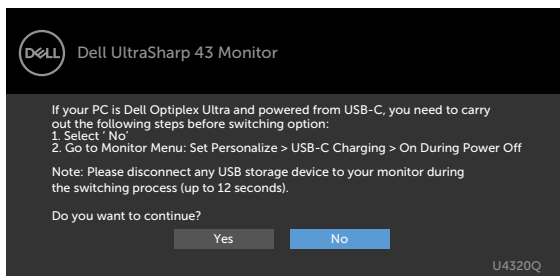 DELL
Dell UltraSharp 43 Monitor
If your PC is Dell Optiplex Ultra and powered from USB-C, you need to carry
out the following steps before switching option:
1. Select ‘ No’
2. Go to Monitor Menu: Set Personalize > USB-C Charging > On During Power Off
Note: Please disconnect any USB storage device to your monitor during
the switching process (up to 12 seconds).
Do you want to continue?
Yes No
U4320Q